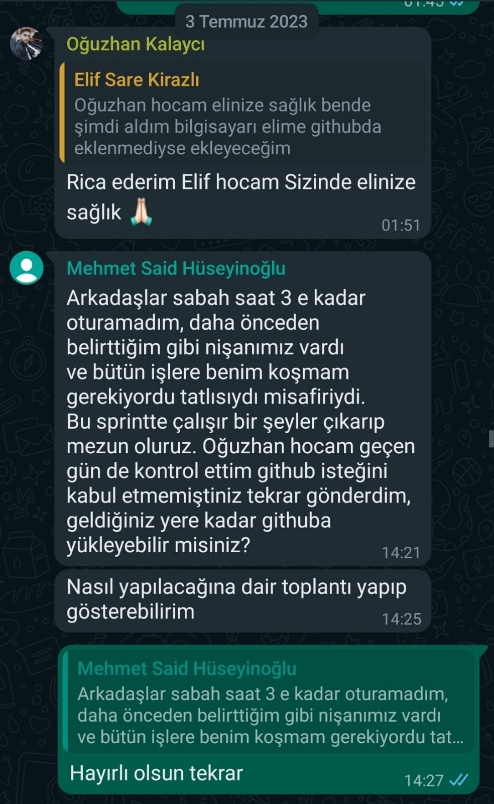 01:43
3 Temmuz 2023
Oğuzhan Kalaycı
Elif Sare Kirazlı
Oğuzhan hocam elinize sağlık bende
şimdi aldım bilgisayarı elime githubda
eklenmediyse ekleyeceğim
Rica ederim Elif hocam Sizinde elinize
sağlık 🙏🏻
01:51
Mehmet Said Hüseyinoğlu
Arkadaşlar sabah saat 3 e kadar
oturamadım, daha önceden
belirttiğim gibi nişanımız vardı
ve bütün işlere benim koşmam
gerekiyordu tatlısıydı misafiriydi.
Bu sprintte çalışır bir şeyler çıkarıp
mezun oluruz. Oğuzhan hocam geçen
gün de kontrol ettim github isteğini
kabul etmemiştiniz tekrar gönderdim,
geldiğiniz yere kadar githuba
yükleyebilir misiniz?
14:21
Nasıl yapılacağına dair toplantı yapıp
gösterebilirim
14:25
Mehmet Said Hüseyinoğlu
Arkadaşlar sabah saat 3 e kadar oturamadım,
daha önceden belirttiğim gibi nişanımız vardı
ve bütün işlere benim koşmam gerekiyordu tat...
Hayırlı olsun tekrar
14:27